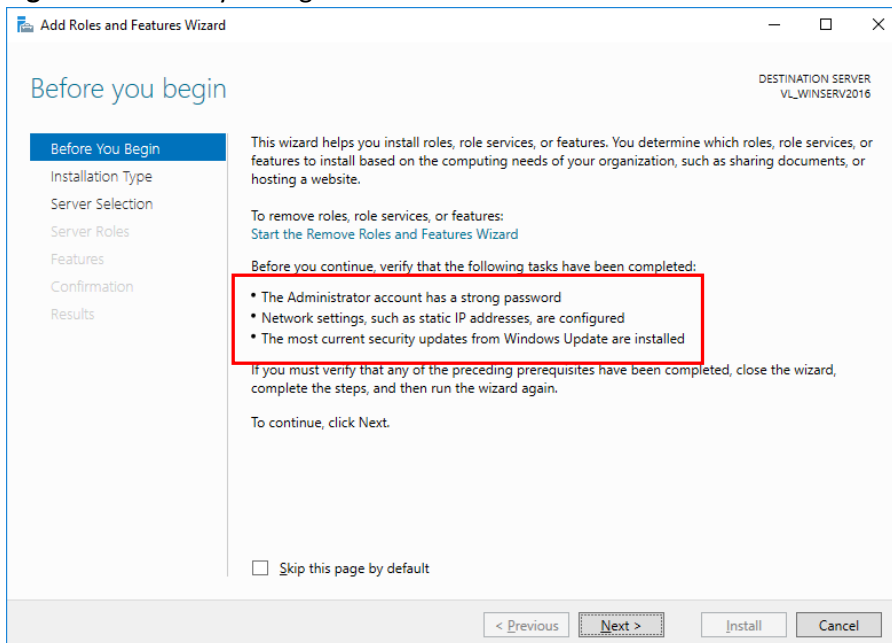 Add Roles and Features Wizard
Before you begin
DESTINATION SERVER
VL_WINSERV2016
Before You Begin
Installation Type
Server Selection
Server Roles
Features
Confirmation
Results
This wizard helps you install roles, role services, or features. You determine which roles, role services, or
features to install based on the computing needs of your organization, such as sharing documents, or
hosting a website.
To remove roles, role services, or features:
Start the Remove Roles and Features Wizard
Before you continue, verify that the following tasks have been completed:
• The Administrator account has a strong password
• Network settings, such as static IP addresses, are configured
• The most current security updates from Windows Update are installed
If you must verify that any of the preceding prerequisites have been completed, close the wizard,
complete the steps, and then run the wizard again.
To continue, click Next.
Skip this page by default
< Previous
Next >
Install
Cancel